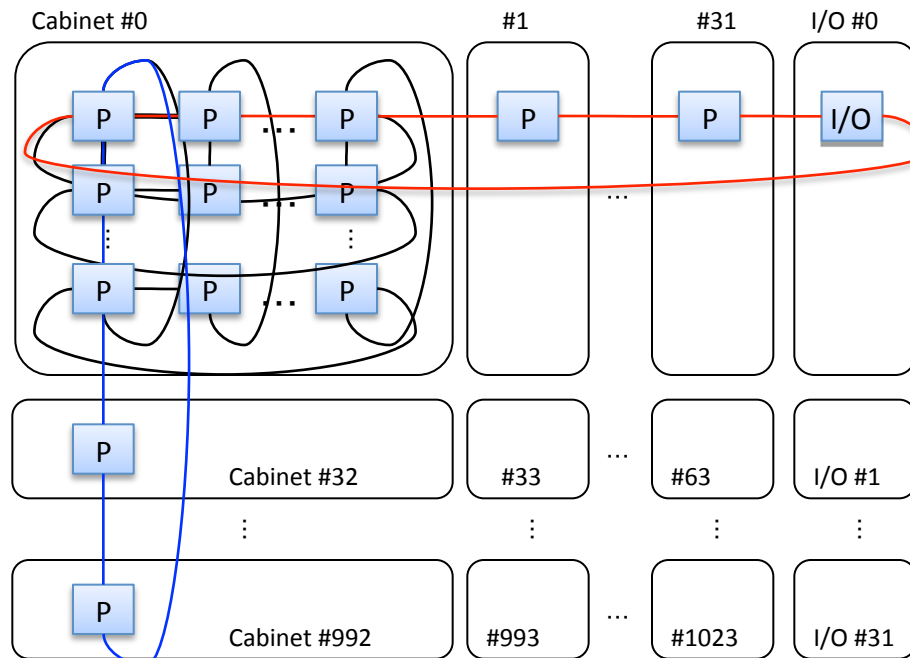 Cabinet #0 #1 #31 I/O #0
P P ... P P P I/O
P P ... P ...
⋮ ⋮
P P ... P
P Cabinet #32 #33 ... #63 I/O #1
⋮ ⋮ ⋮ ⋮
P Cabinet #992 #993 ... #1023 I/O #31